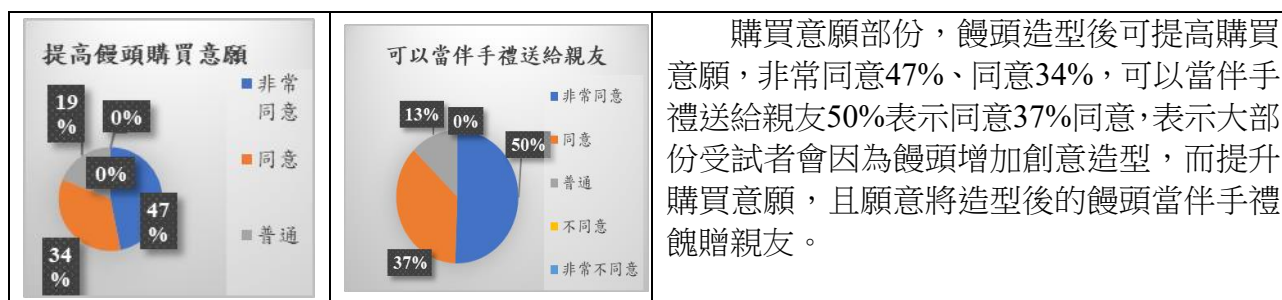 提高饅頭購買意願
19
%
0%
0%
47
%
34
%
非常
同意
同意
普通
可以當伴手禮送給親友
13%
0%
50%
37%
非常同意
同意
普通
不同意
非常不同意
購買意願部份，饅頭造型後可提高購買
意願，非常同意47%、同意34%，可以當伴手
禮送給親友50%表示同意37%同意，表示大部
份受試者會因為饅頭增加創意造型，而提升
購買意願，且願意將造型後的饅頭當伴手禮
餽贈親友。